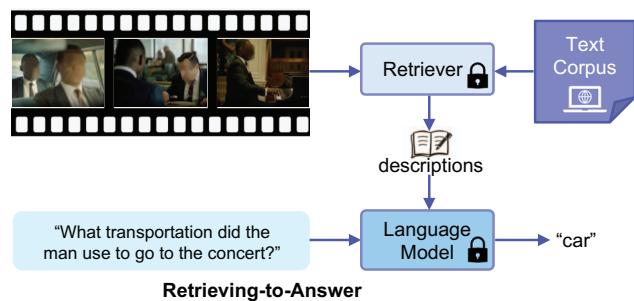 Retriever
Text
Corpus
descriptions
“What transportation did the
man use to go to the concert?”
Language
Model
“car”
Retrieving-to-Answer